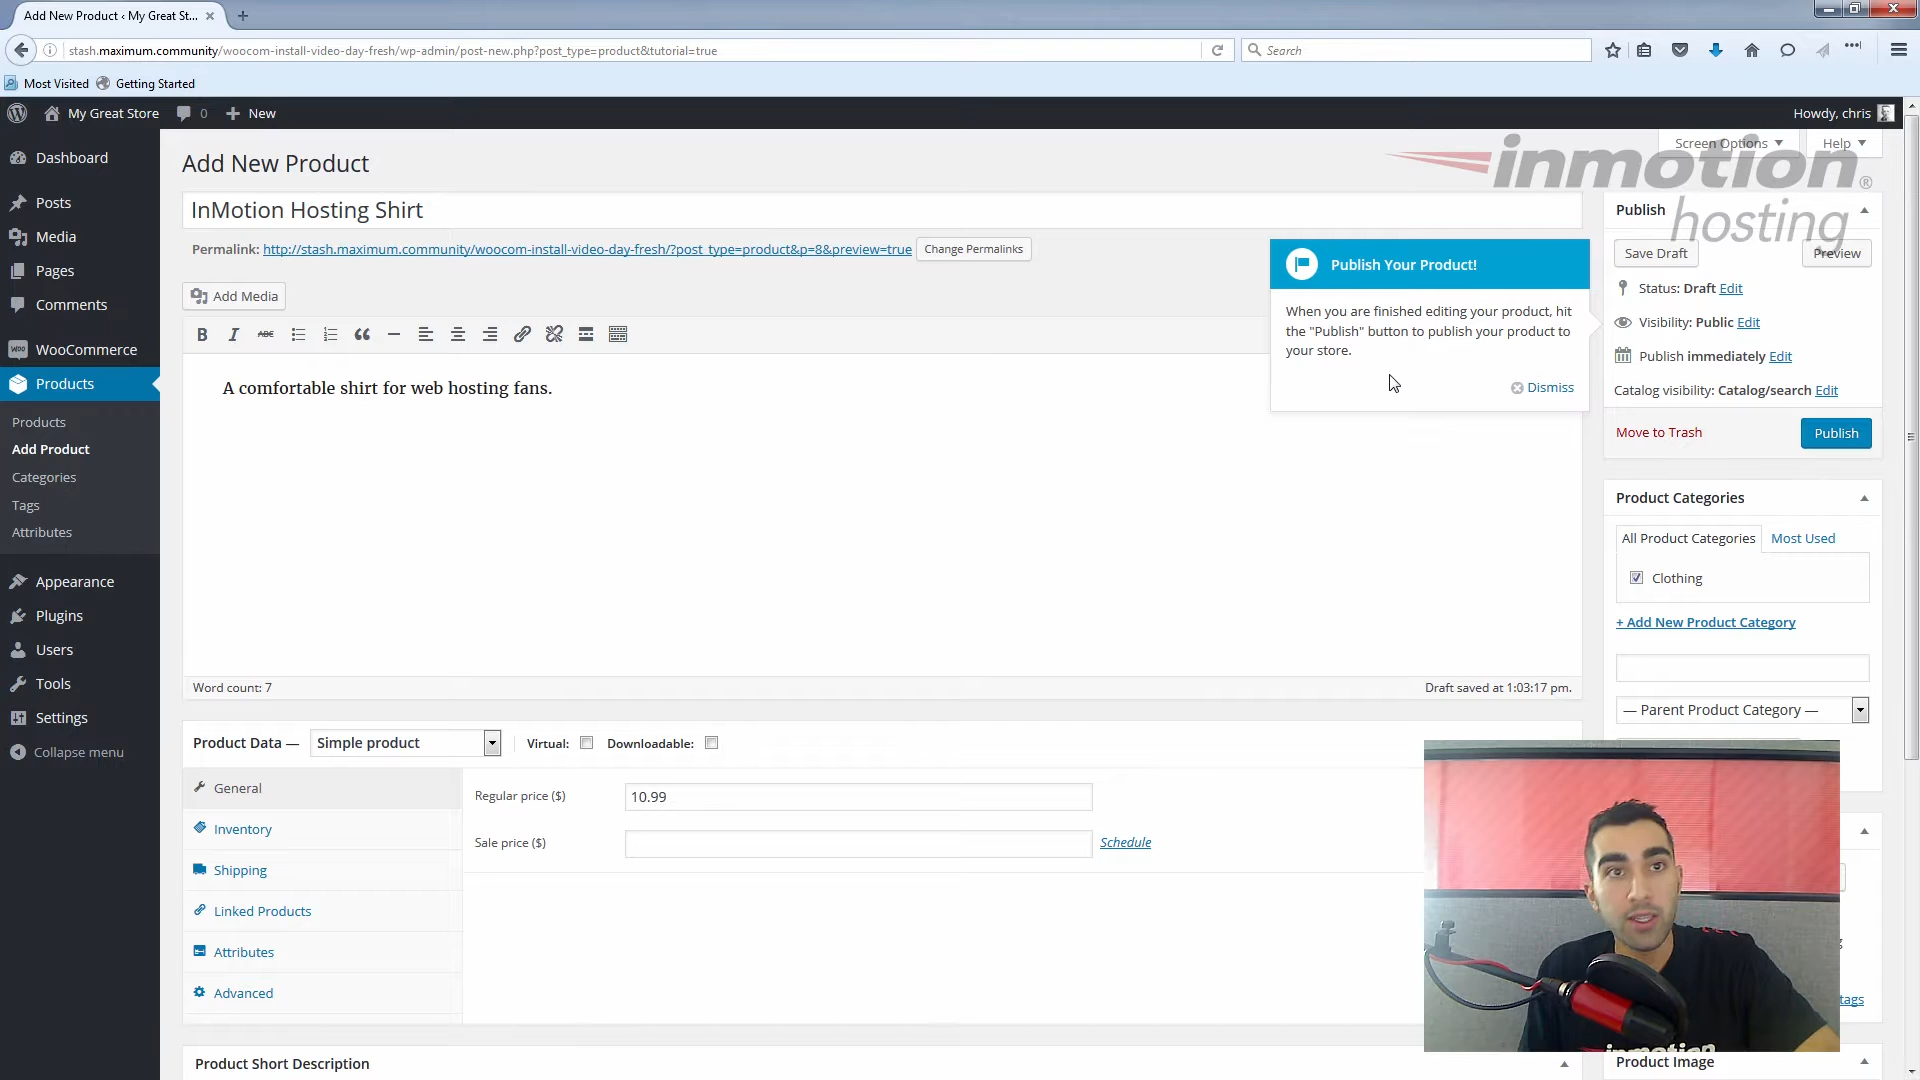 Add New Product ‹ My Great St...
stash.maximum.community/woocom-install-video-day-fresh/wp-admin/post-new.php?post_type=product&tutorial=true
Search
Most Visited
Getting Started
My Great Store
0
New
Howdy, chris
Dashboard
Posts
Media
Pages
Comments
WooCommerce
Products
Products
Add Product
Categories
Tags
Attributes
Appearance
Plugins
Users
Tools
Settings
Collapse menu
Screen Options
Help
inmotion®
hosting
Add New Product
InMotion Hosting Shirt
Permalink: http://stash.maximum.community/woocom-install-video-day-fresh/?post_type=product&p=8&preview=true Change Permalinks
Add Media
B I ABC
A comfortable shirt for web hosting fans.
Word count: 7
Draft saved at 1:03:17 pm.
Publish Your Product!
When you are finished editing your product, hit
the "Publish" button to publish your product to
your store.
Dismiss
Product Data — Simple product Virtual: Downloadable:
General
Inventory
Shipping
Linked Products
Attributes
Advanced
Regular price ($) 10.99
Sale price ($) Schedule
Product Short Description
Publish
Save Draft Preview
Status: Draft Edit
Visibility: Public Edit
Publish immediately Edit
Catalog visibility: Catalog/search Edit
Move to Trash Publish
Product Categories
All Product Categories Most Used
Clothing
+ Add New Product Category
— Parent Product Category —
tags
inmotion
Product Image